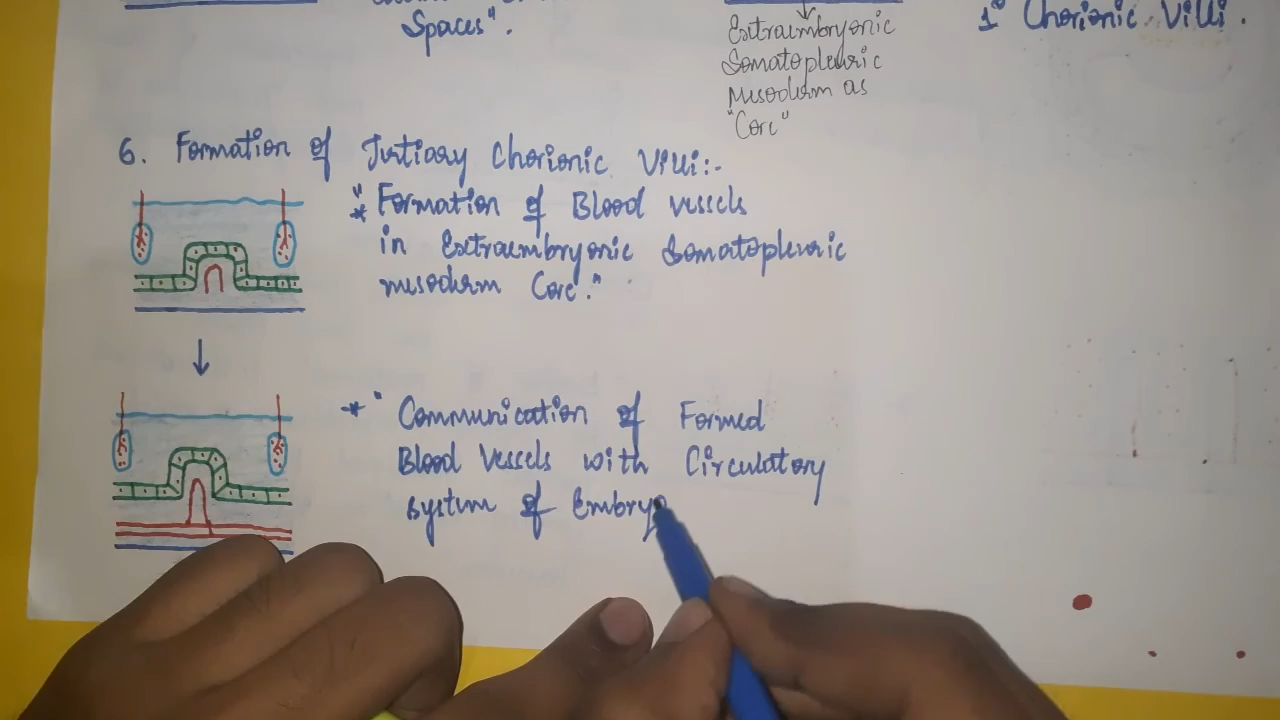 Spaces".
Extraembryonic
Somatopleuric
mesoderm as
"Core"
1° Chorionic Villi.
6. Formation of Tertiary Chorionic Villi:-
* "Formation of Blood vessels
in Extraembryonic Somatopleuric
mesoderm Core."
* " Communication of Formed
Blood Vessels with Circulatory
system of Embryo